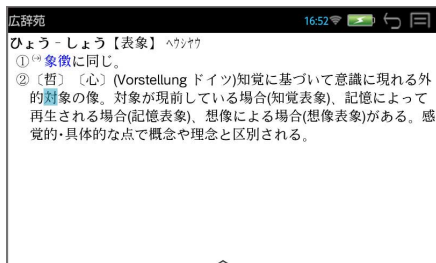 広辞苑 16:52
ひょう‐しょう【表象】 ヘウシヤウ
①象徴に同じ。
②〔哲〕〔心〕(Vorstellung ドイツ)知覚に基づいて意識に現れる外
的対象の像。対象が現前している場合(知覚表象)、記憶によって
再生される場合(記憶表象)、想像による場合(想像表象)がある。感
覚的・具体的な点で概念や理念と区別される。